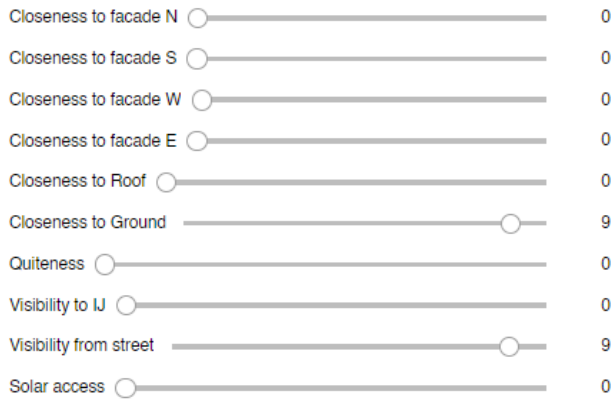 Closeness to facade N 0
Closeness to facade S 0
Closeness to facade W 0
Closeness to facade E 0
Closeness to Roof 0
Closeness to Ground 9
Quiteness 0
Visibility to IJ 0
Visibility from street 9
Solar access 0